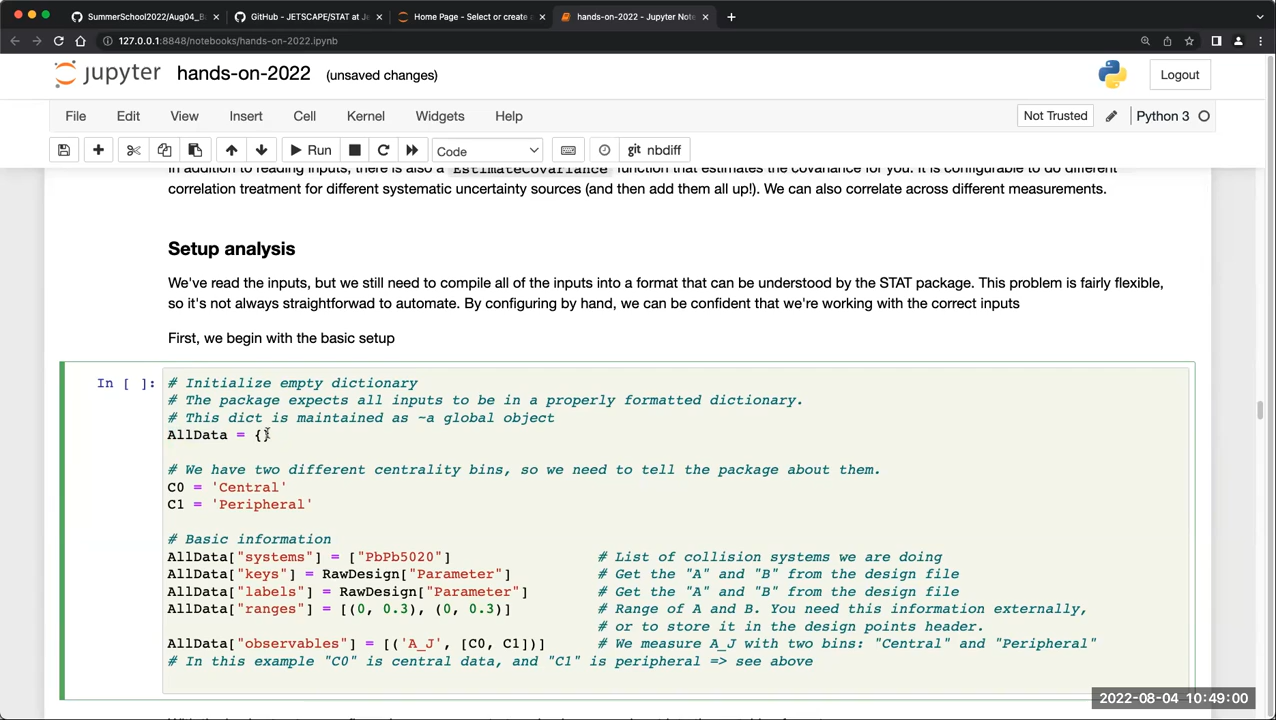 SummerSchool2022/Aug04_B
GitHub - JETSCAPE/STAT at Je
Home Page - Select or create a
hands-on-2022 - Jupyter Note
127.0.0.1:8848/notebooks/hands-on-2022.ipynb
jupyter hands-on-2022 (unsaved changes)
Logout
File Edit View Insert Cell Kernel Widgets Help
Not Trusted
Python 3
Run
Code
git nbdiff
In addition to reading inputs, there is also a EstimateCovariance function that estimates the covariance for you. It is configurable to do different
correlation treatment for different systematic uncertainty sources (and then add them all up!). We can also correlate across different measurements.
Setup analysis
We've read the inputs, but we still need to compile all of the inputs into a format that can be understood by the STAT package. This problem is fairly flexible,
so it's not always straightforwad to automate. By configuring by hand, we can be confident that we're working with the correct inputs
First, we begin with the basic setup
In [ ]: # Initialize empty dictionary
# The package expects all inputs to be in a properly formatted dictionary.
# This dict is maintained as ~a global object
AllData = {}
# We have two different centrality bins, so we need to tell the package about them.
C0 = 'Central'
C1 = 'Peripheral'
# Basic information
AllData["systems"] = ["PbPb5020"] # List of collision systems we are doing
AllData["keys"] = RawDesign["Parameter"] # Get the "A" and "B" from the design file
AllData["labels"] = RawDesign["Parameter"] # Get the "A" and "B" from the design file
AllData["ranges"] = [(0, 0.3), (0, 0.3)] # Range of A and B. You need this information externally,
# or to store it in the design points header.
AllData["observables"] = [('A_J', [C0, C1])] # We measure A_J with two bins: "Central" and "Peripheral"
# In this example "C0" is central data, and "C1" is peripheral => see above
2022-08-04 10:49:00